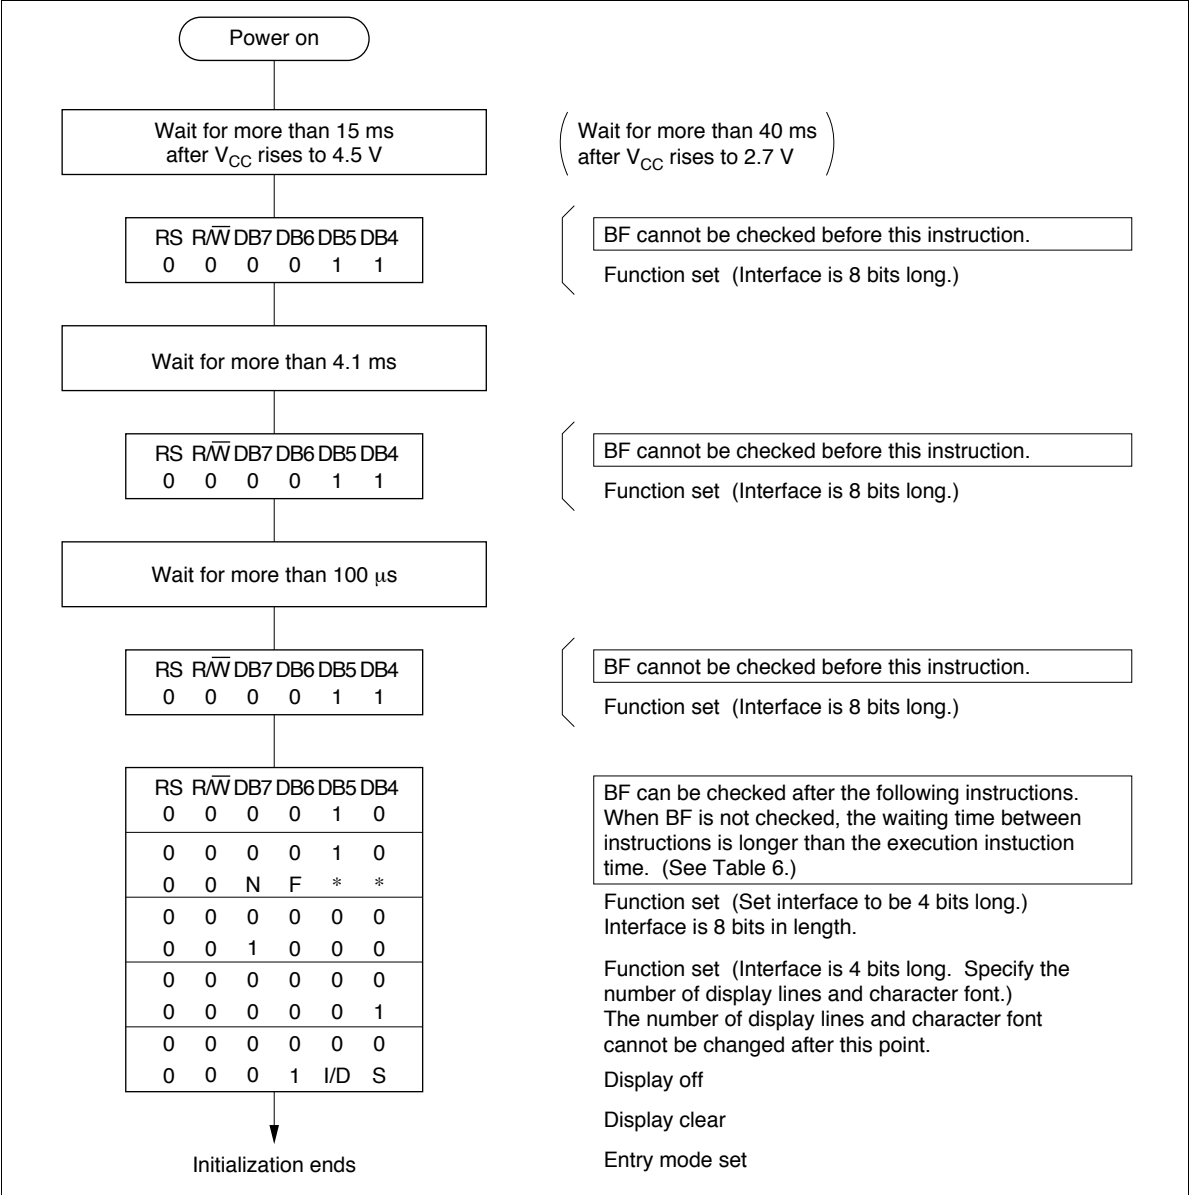 Power on
Wait for more than 15 ms
after VCC rises to 4.5 V
Wait for more than 40 ms
after VCC rises to 2.7 V
RS R/W̅ DB7 DB6 DB5 DB4
0 0 0 0 1 1
BF cannot be checked before this instruction.
Function set (Interface is 8 bits long.)
Wait for more than 4.1 ms
RS R/W̅ DB7 DB6 DB5 DB4
0 0 0 0 1 1
BF cannot be checked before this instruction.
Function set (Interface is 8 bits long.)
Wait for more than 100 μs
RS R/W̅ DB7 DB6 DB5 DB4
0 0 0 0 1 1
BF cannot be checked before this instruction.
Function set (Interface is 8 bits long.)
RS R/W̅ DB7 DB6 DB5 DB4
0 0 0 0 1 0
0 0 0 0 1 0
0 0 N F * *
0 0 0 0 0 0
0 0 1 0 0 0
0 0 0 0 0 0
0 0 0 0 0 1
0 0 0 0 0 0
0 0 0 1 I/D S
BF can be checked after the following instructions.
When BF is not checked, the waiting time between
instructions is longer than the execution instuction
time. (See Table 6.)
Function set (Set interface to be 4 bits long.)
Interface is 8 bits in length.
Function set (Interface is 4 bits long. Specify the
number of display lines and character font.)
The number of display lines and character font
cannot be changed after this point.
Display off
Display clear
Entry mode set
Initialization ends